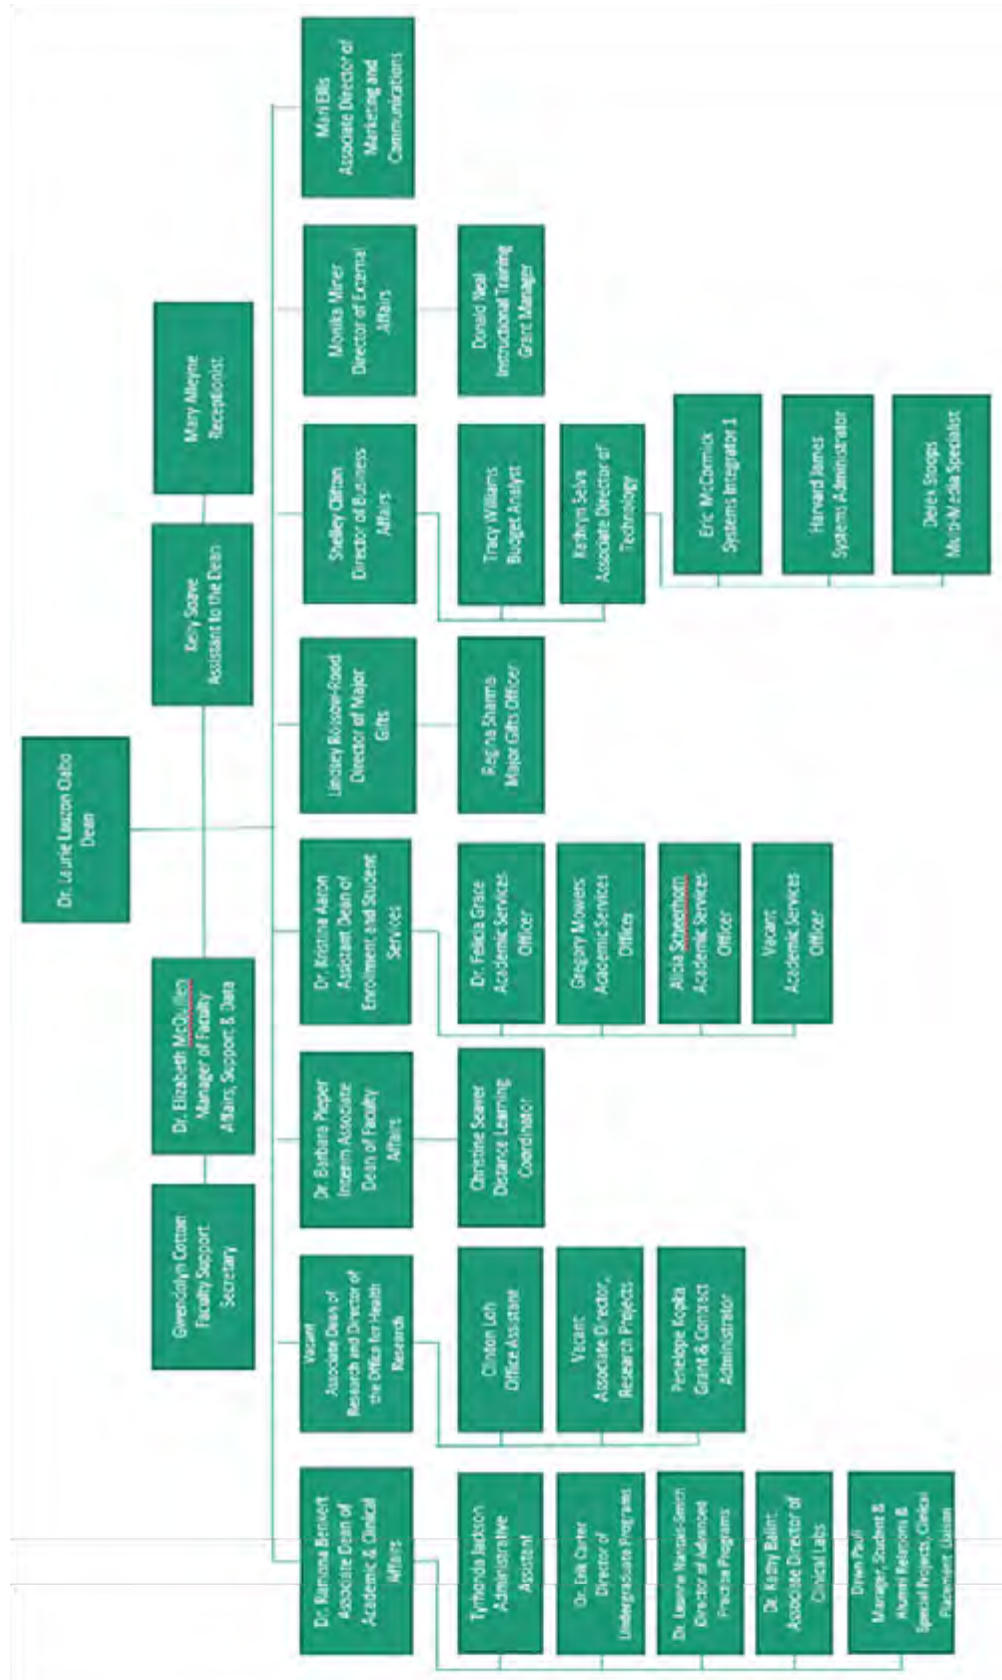 Dr. Laurie Lauzon Clabo
Dean
Gwendolyn Cotton
Faculty Support
Secretary
Dr. Elizabeth McQuillen
Manager of Faculty
Affairs, Support & Data
Kelly Soave
Assistant to the Dean
Mary Alleyne
Receptionist
Dr. Ramona Benkert
Associate Dean of
Academic & Clinical
Affairs
Vacant
Associate Dean of
Research and Director of
the Office for Health
Research
Dr. Barbara Pieper
Interim Associate
Dean of Faculty
Affairs
Dr. Kristina Aaron
Assistant Dean of
Enrolment and Student
Services
Lindsey Rossow-Rood
Director of Major
Gifts
Shelley Clifton
Director of Business
Affairs
Monika Miner
Director of External
Affairs
Mari Ellis
Associate Director of
Marketing and
Communications
Tymonda Jackson
Administrative
Assistant
Dr. Erik Carter
Director of
Undergraduate Programs
Dr. Leanne Nantais-Smith
Director of Advanced
Practice Programs
Dr. Kathy Balint
Associate Director of
Clinical Labs
Dawn Pauli
Manager, Student &
Alumni Relations &
Special Projects, Clinical
Placement Liaison
Clinton Loh
Office Assistant
Vacant
Associate Director,
Research Projects
Penelope Kopka
Grant & Contract
Administrator
Christine Seaver
Distance Learning
Coordinator
Dr. Felicia Grace
Academic Services
Officer
Gregory Mowers
Academic Services
Officer
Alicia
Academic Services
Officer
Vacant
Academic Services
Officer
Regina Sharma
Major Gifts Officer
Tracy Williams
Budget Analyst
Kathryn Selva
Associate Director of
Technology
Eric McCormick
Systems Integrator 1
Harvard James
Systems Administrator
Derek Stoops
Multi-Media Specialist
Donald Neal
Instructional Training
Grant Manager